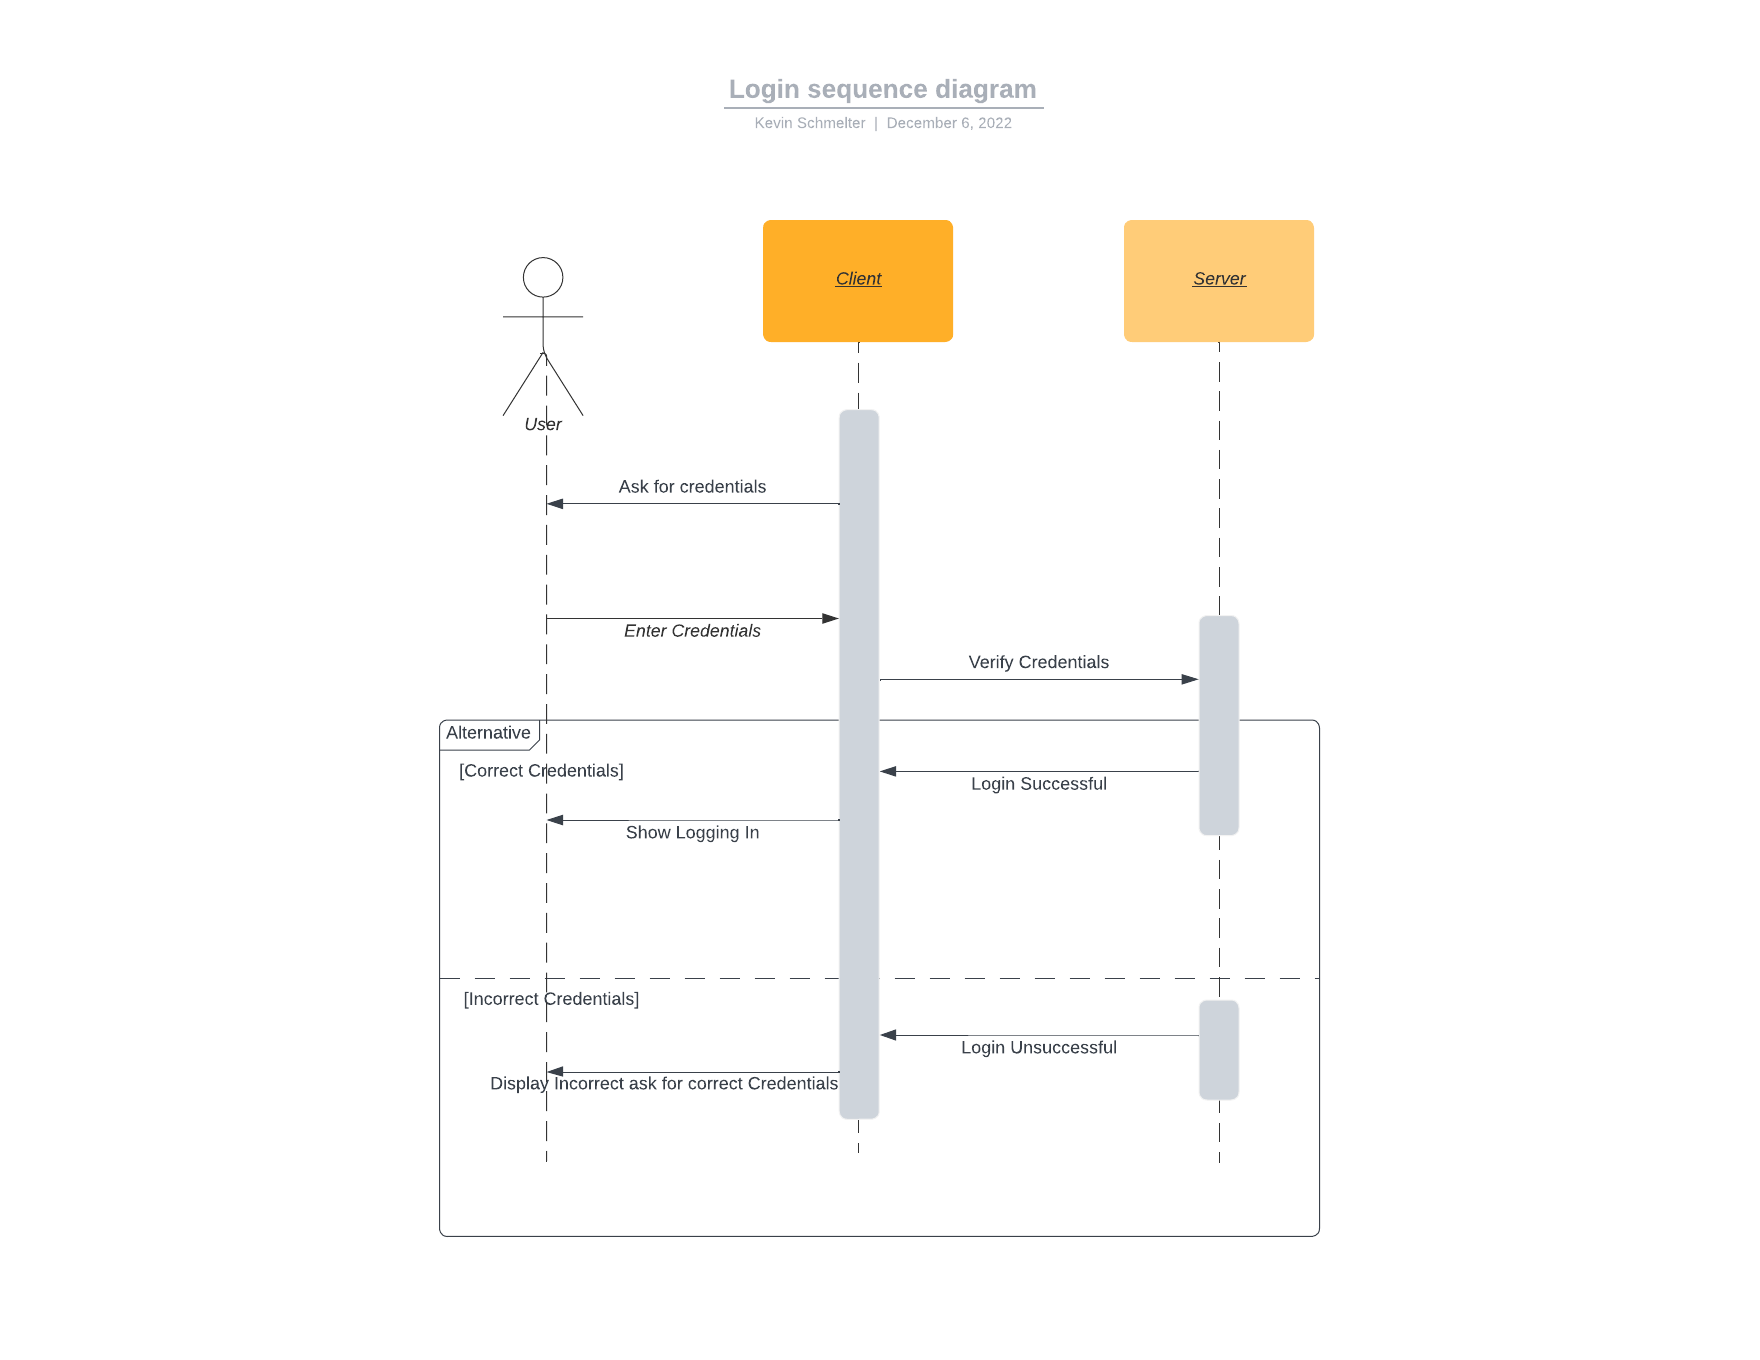 Login sequence diagram
Kevin Schmelter | December 6, 2022
Client
Server
User
Ask for credentials
Enter Credentials
Verify Credentials
Alternative
[Correct Credentials]
Login Successful
Show Logging In
[Incorrect Credentials]
Login Unsuccessful
Display Incorrect ask for correct Credentials